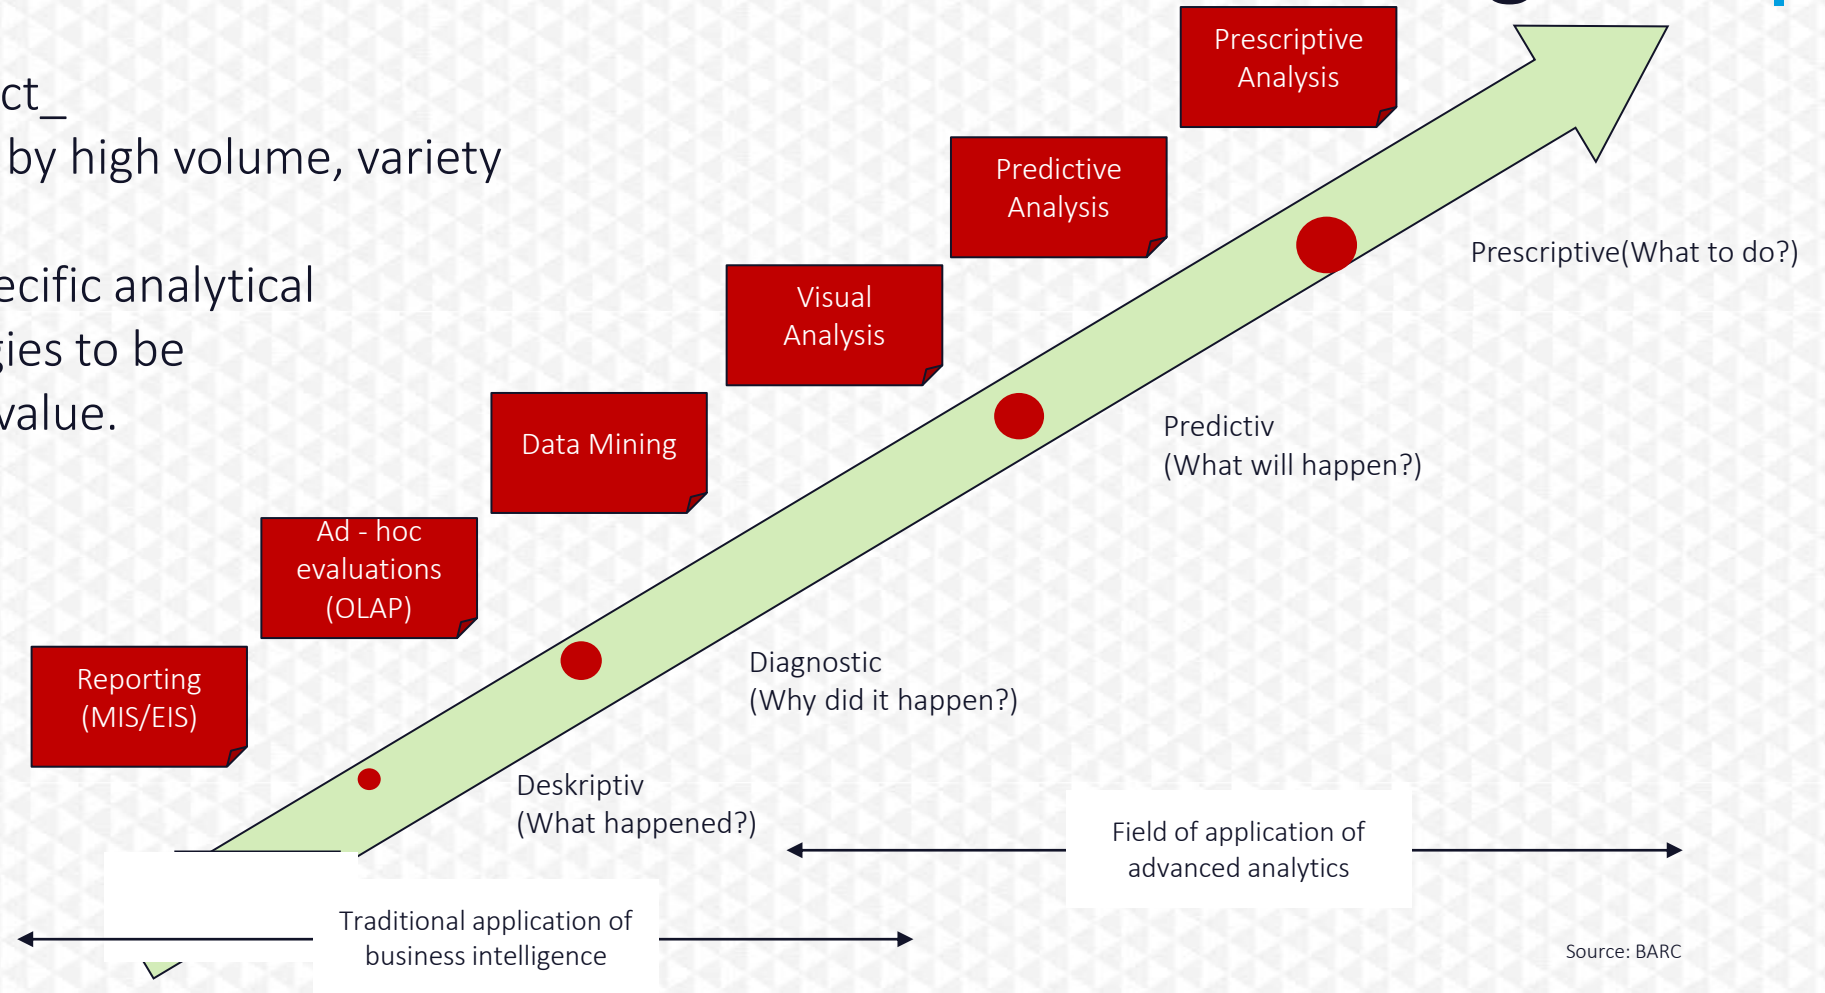 ct_
by high volume, variety
ecific analytical
gies to be
value.
Prescriptive
Analysis
Predictive
Analysis
Visual
Analysis
Data Mining
Ad - hoc
evaluations
(OLAP)
Reporting
(MIS/EIS)
Prescriptive(What to do?)
Predictiv
(What will happen?)
Diagnostic
(Why did it happen?)
Deskriptiv
(What happened?)
Field of application of
advanced analytics
Traditional application of
business intelligence
Source: BARC